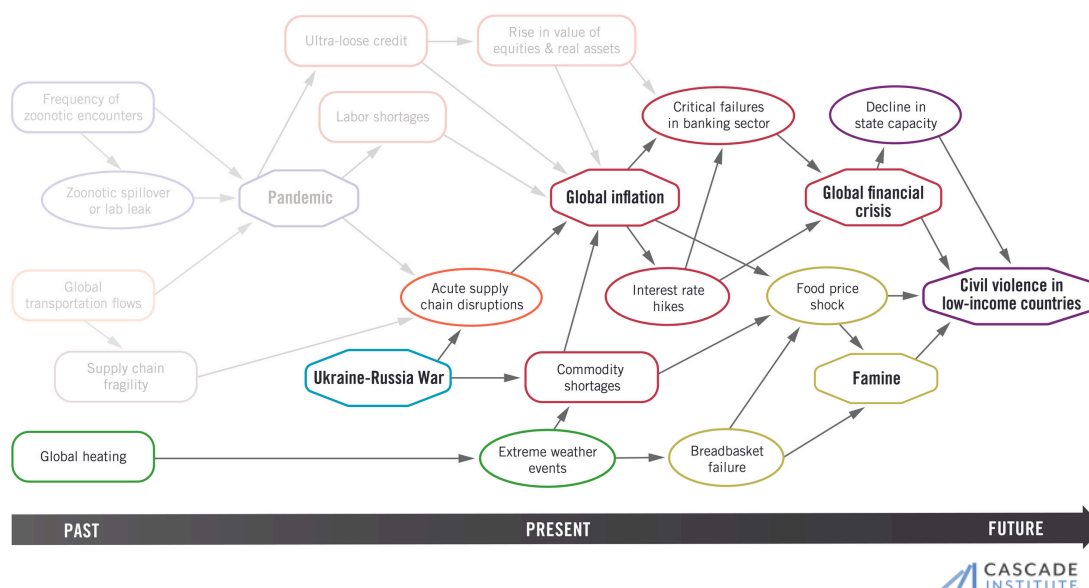 Ultra-loose credit
Rise in value of
equities & real assets
Frequency of
zoonotic encounters
Labor shortages
Critical failures
in banking sector
Decline in
state capacity
Zoonotic spillover
or lab leak
Pandemic
Global inflation
Global financial
crisis
Global
transportation flows
Acute supply
chain disruptions
Interest rate
hikes
Food price
shock
Civil violence in
low-income countries
Supply chain
fragility
Ukraine-Russia War
Commodity
shortages
Famine
Global heating
Extreme weather
events
Breadbasket
failure
PAST
PRESENT
FUTURE
CASCADE
INSTITUTE